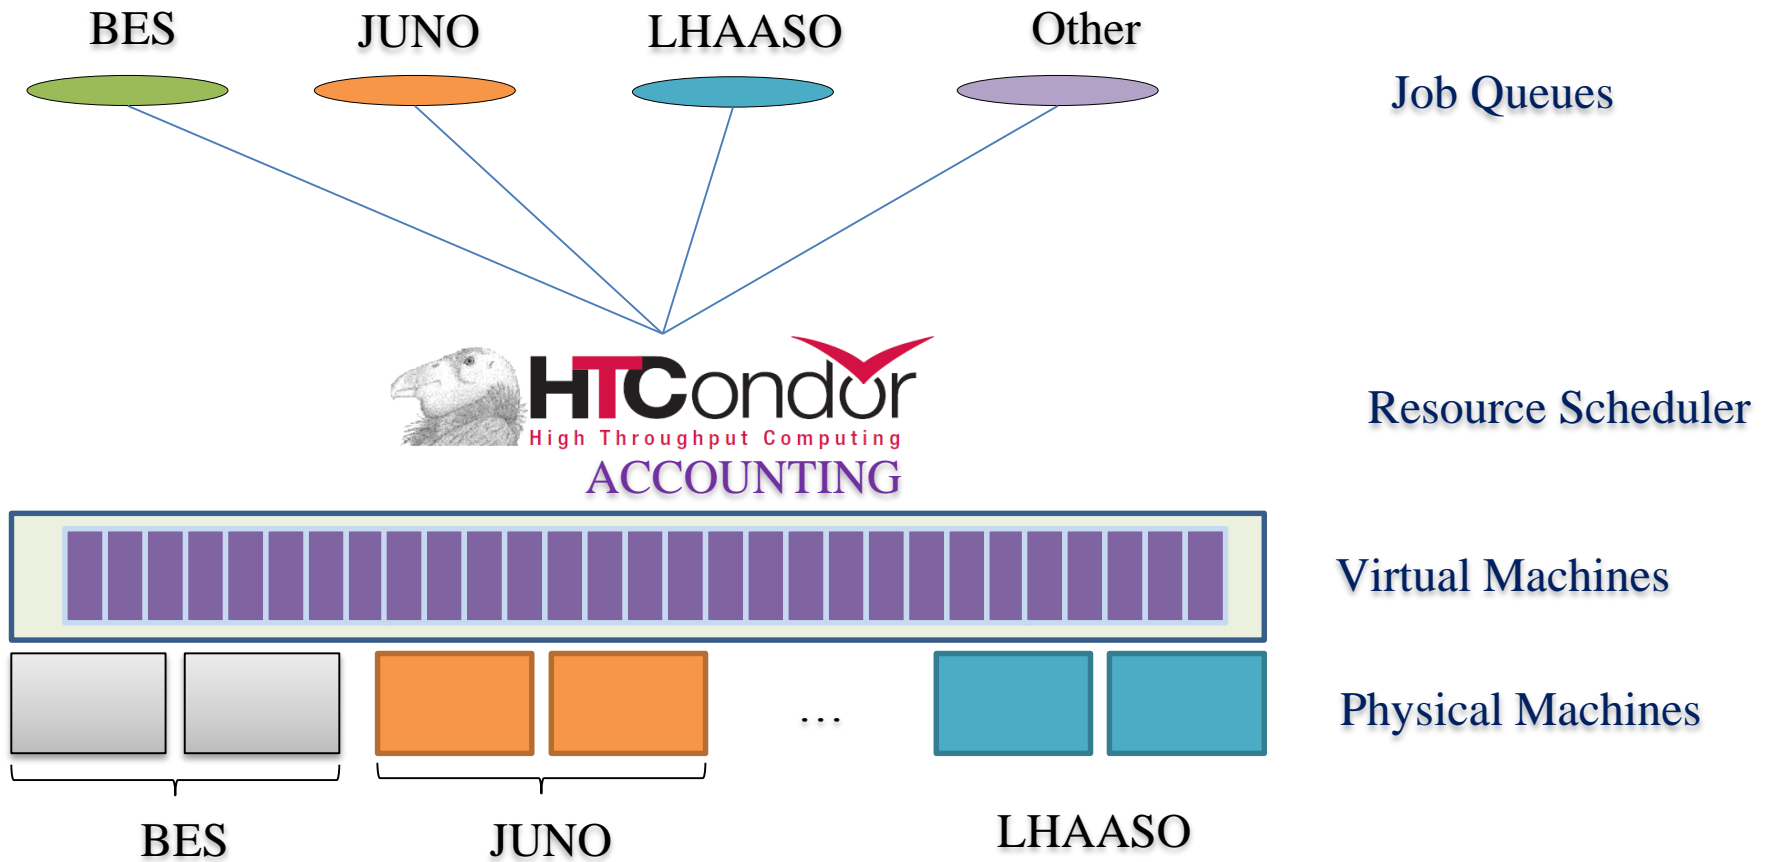 BES JUNO LHAASO Other
Job Queues
HTCondor
High Throughput Computing
Resource Scheduler
ACCOUNTING
Virtual Machines
...
Physical Machines
BES JUNO LHAASO